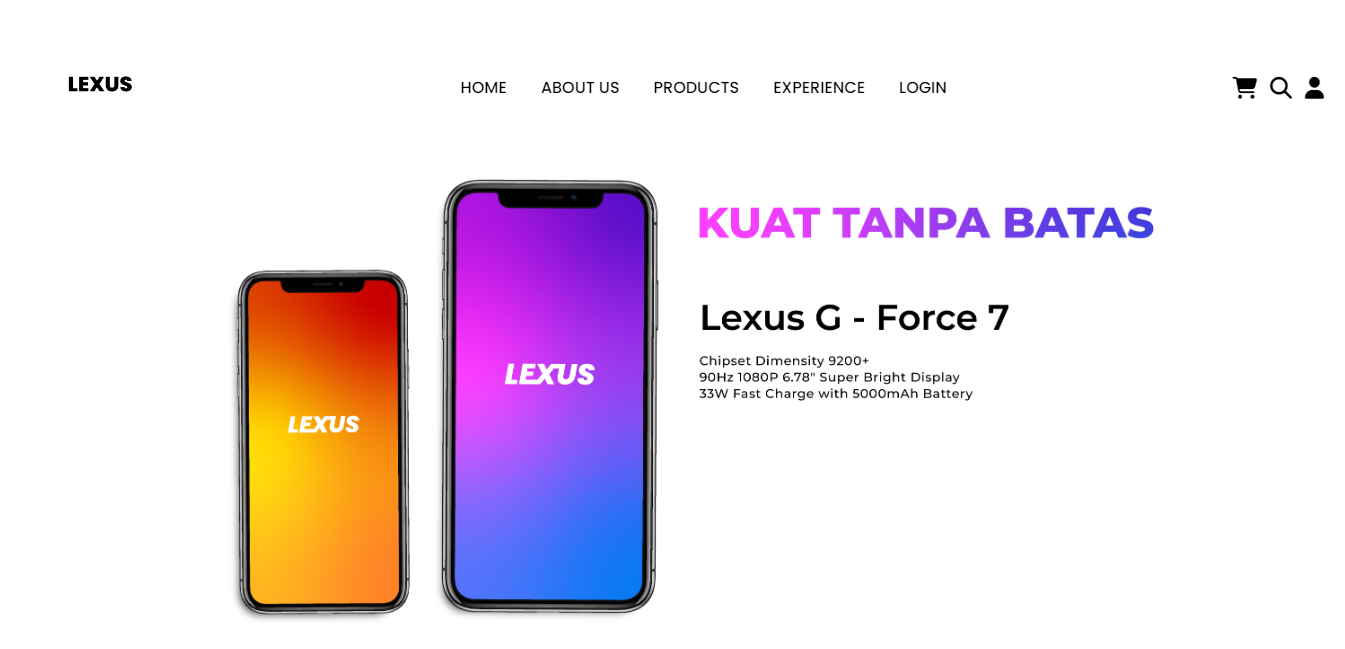 LEXUS
HOME ABOUT US PRODUCTS EXPERIENCE LOGIN
KUAT TANPA BATAS
Lexus G - Force 7
Chipset Dimensity 9200+
90Hz 1080P 6.78" Super Bright Display
33W Fast Charge with 5000mAh Battery
LEXUS
LEXUS